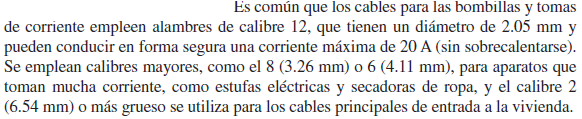 Es común que los cables para las bombillas y tomas
de corriente empleen alambres de calibre 12, que tienen un diámetro de 2.05 mm y
pueden conducir en forma segura una corriente máxima de 20 A (sin sobrecalentarse).
Se emplean calibres mayores, como el 8 (3.26 mm) o 6 (4.11 mm), para aparatos que
toman mucha corriente, como estufas eléctricas y secadoras de ropa, y el calibre 2
(6.54 mm) o más grueso se utiliza para los cables principales de entrada a la vivienda.